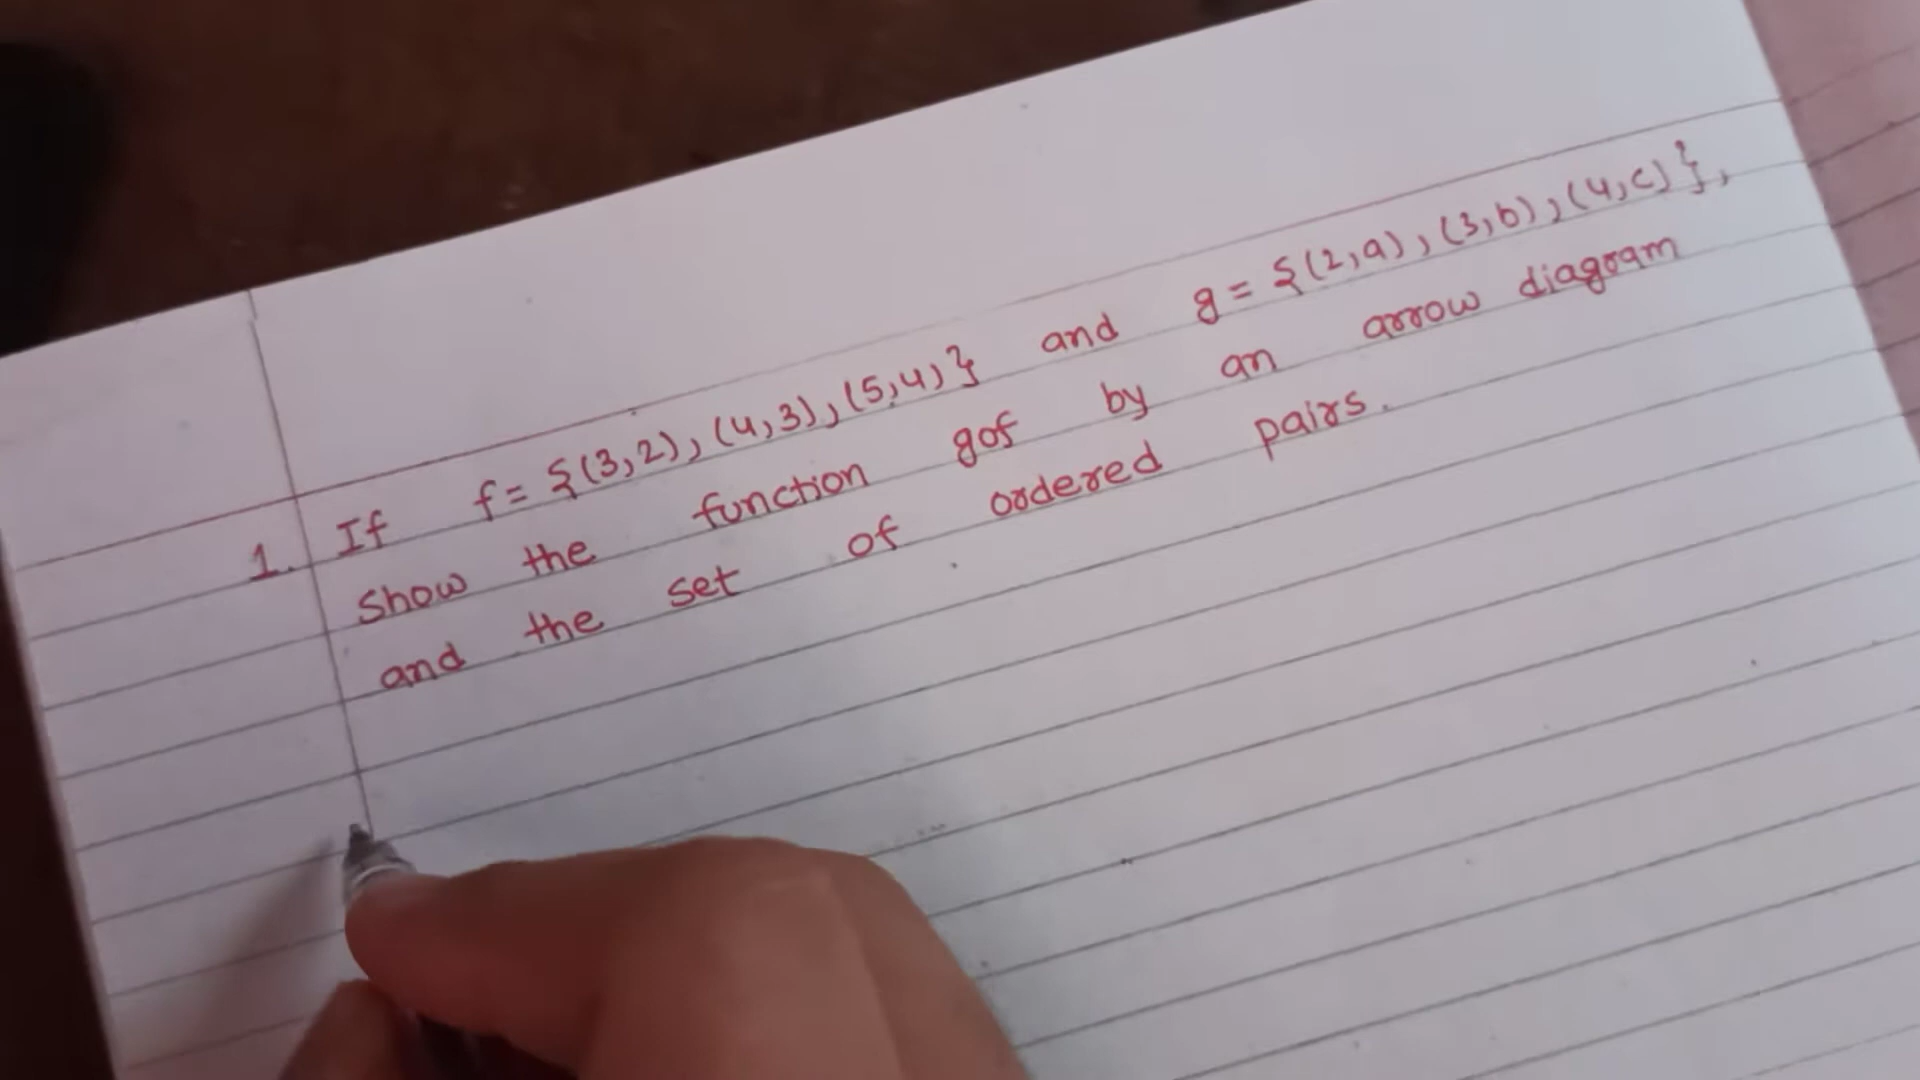 1. If f = {(3,2), (4,3), (5,4)} and g = {(2,a), (3,b), (4,c)},
Show the function gof by an arrow diagram
and the set of ordered pairs.